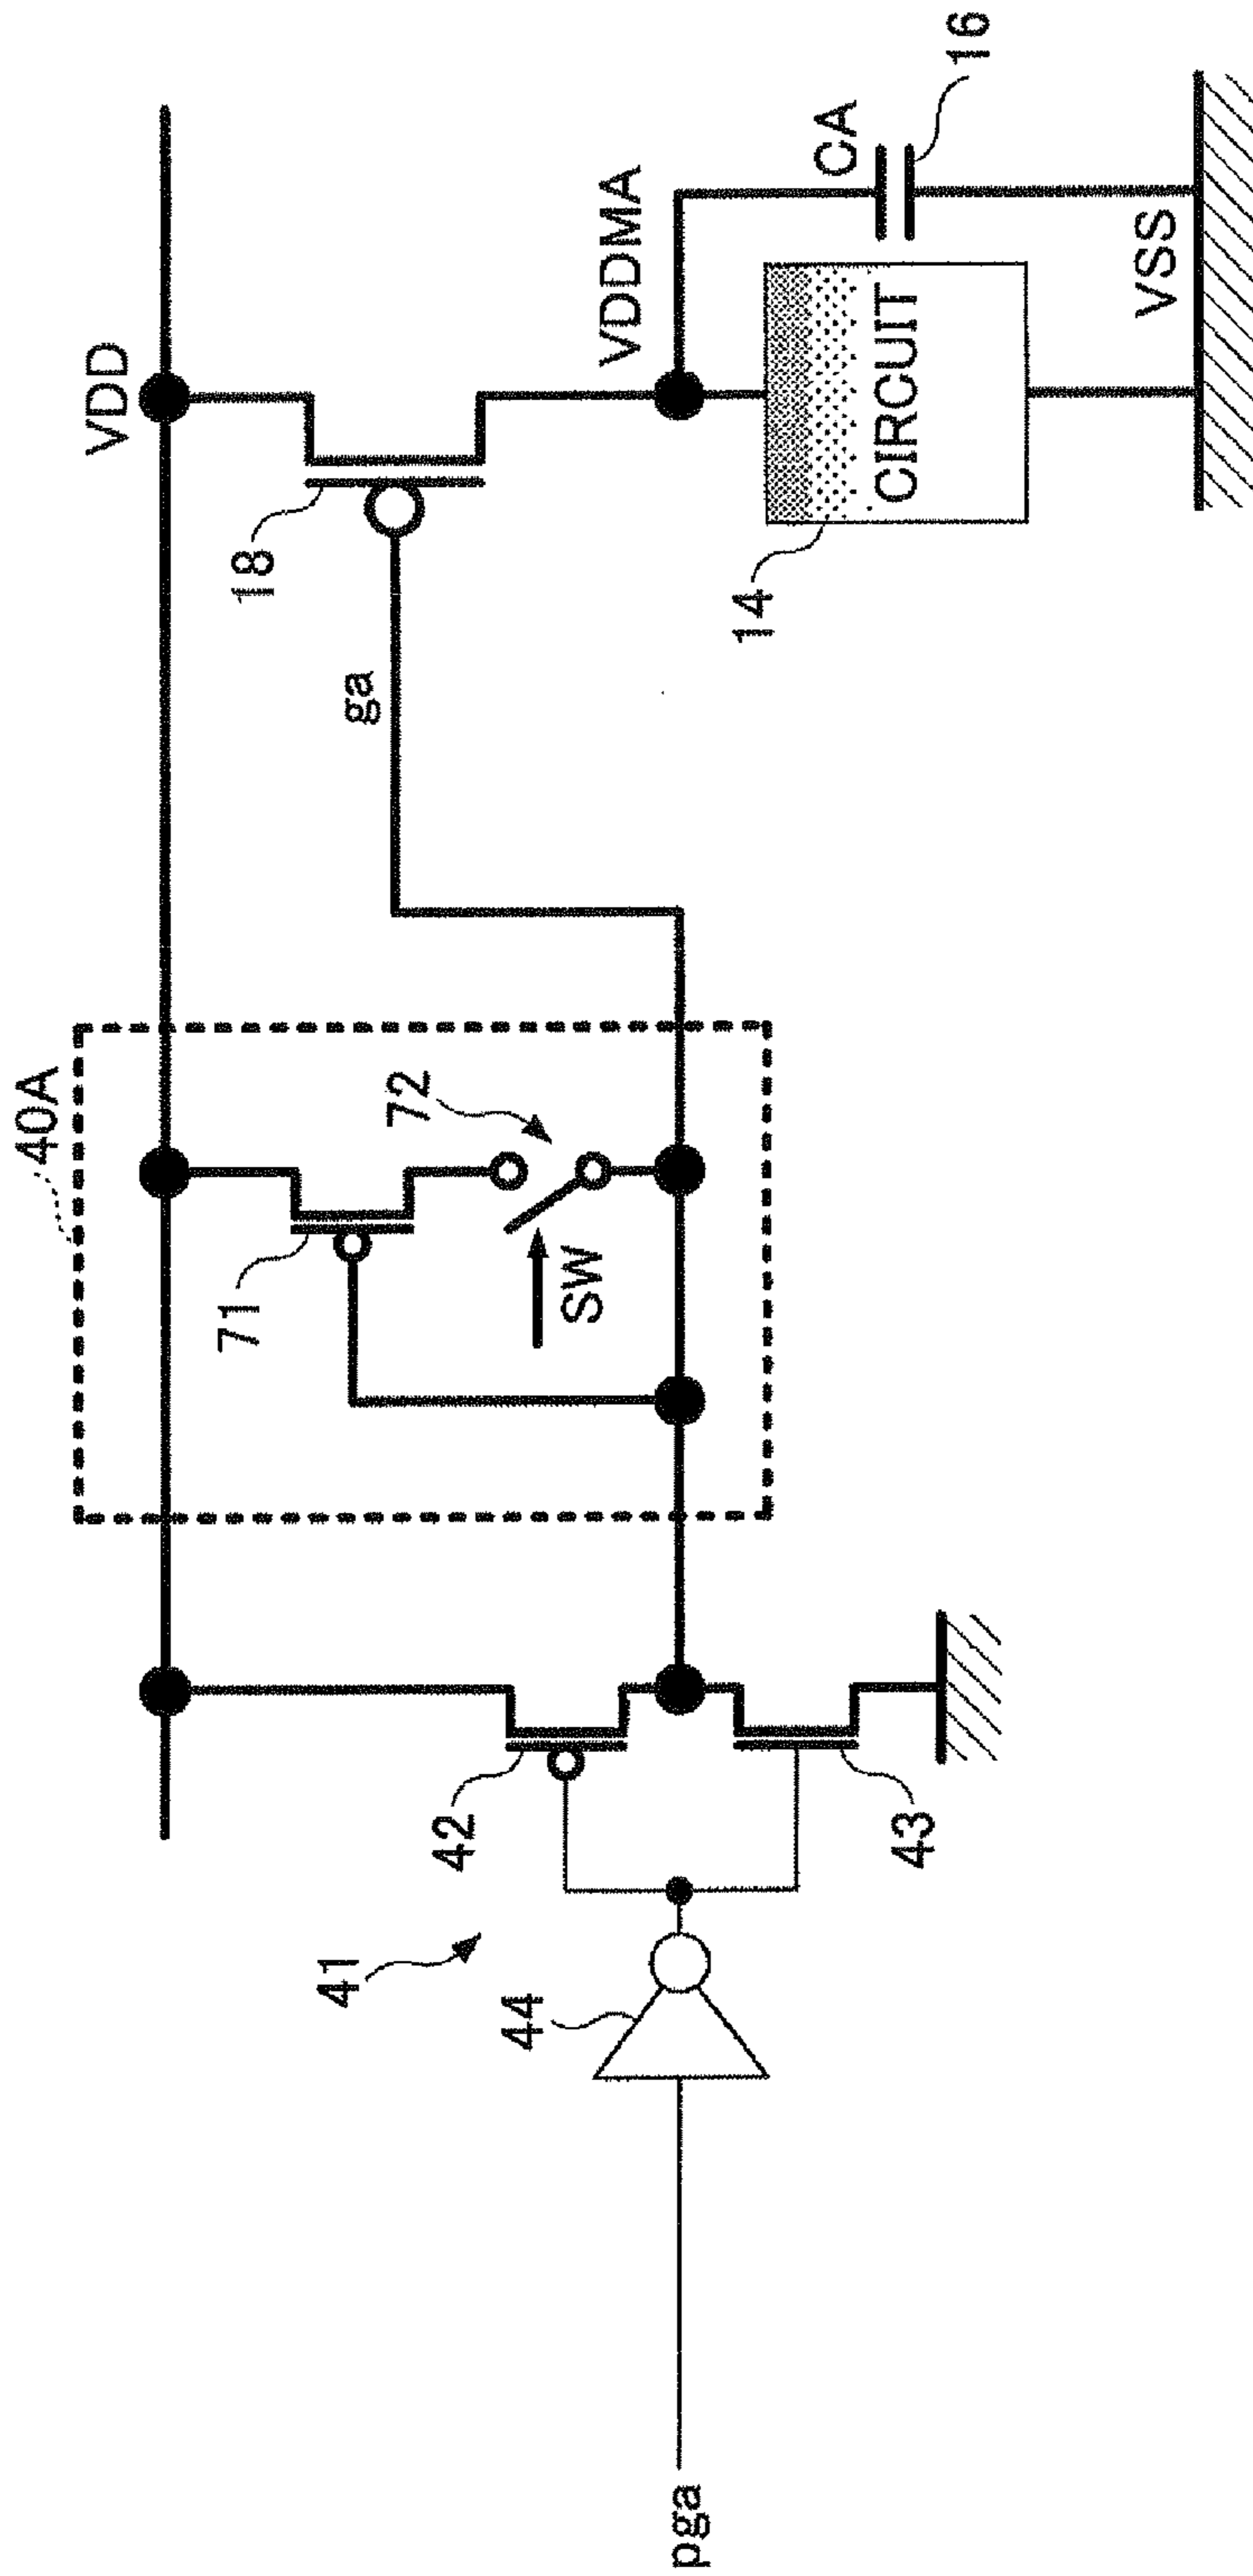 40A
VDD
71
72
SW
18
ga
VDDMA
CA
16
41
42
44
43
14
CIRCUIT
VSS
pga